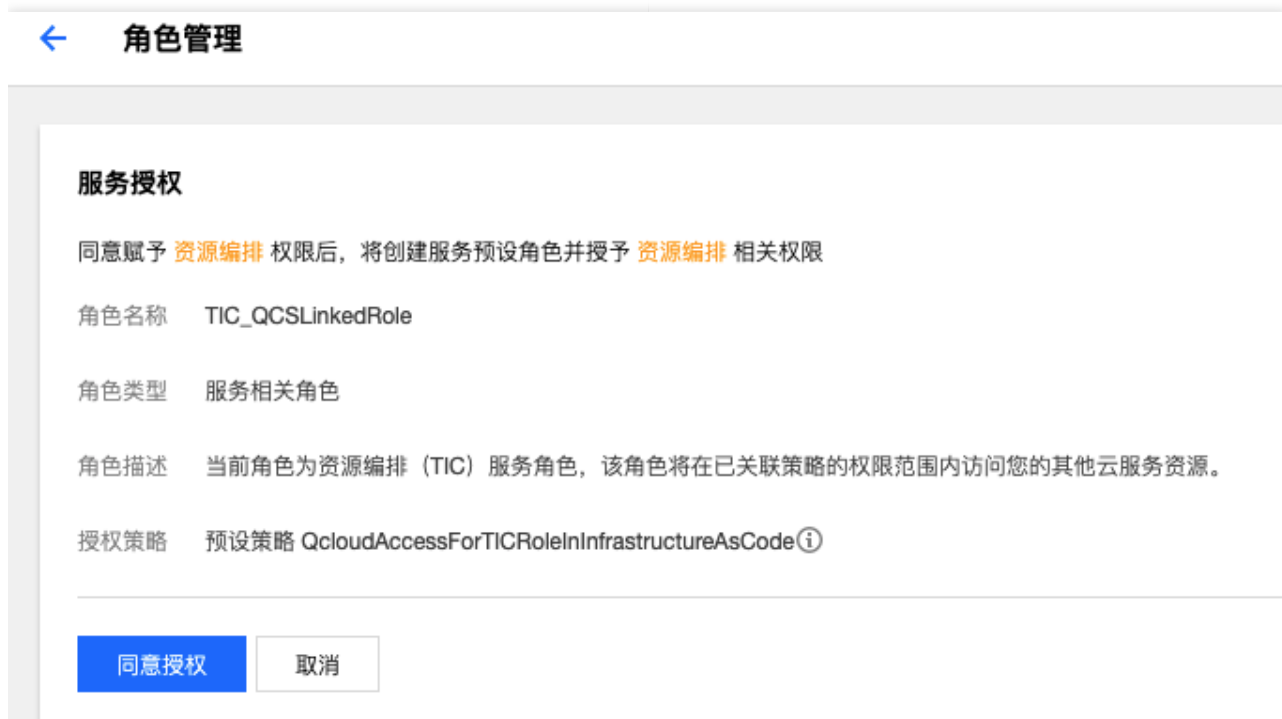 角色管理
服务授权
同意赋予 资源编排 权限后，将创建服务预设角色并授予 资源编排 相关权限
角色名称 TIC_QCSLinkedRole
角色类型 服务相关角色
角色描述 当前角色为资源编排（TIC）服务角色，该角色将在已关联策略的权限范围内访问您的其他云服务资源。
授权策略 预设策略 QcloudAccessForTICRoleInInfrastructureAsCode
同意授权 取消